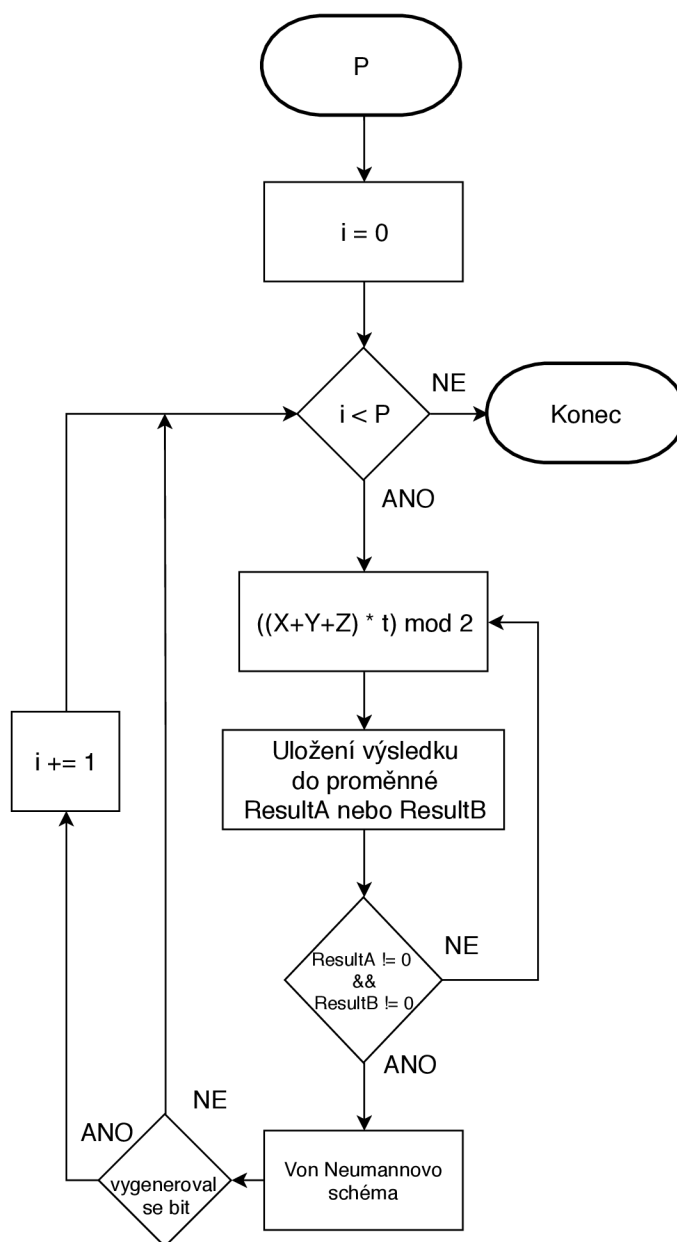 P
i = 0
i < P
NE
Konec
ANO
((X+Y+Z) * t) mod 2
Uložení výsledku
do proměnné
ResultA nebo ResultB
i += 1
ResultA != 0
&&
ResultB != 0
NE
ANO
Von Neumannovo
schéma
NE
ANO
vygeneroval
se bit